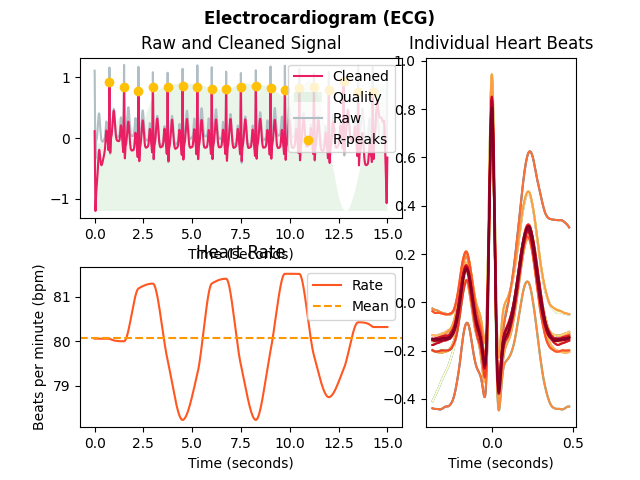 Electrocardiogram (ECG)
Raw and Cleaned Signal
Individual Heart Beats
1
0
−1
Cleaned
Quality
Raw
R-peaks
0.0 2.5 5.0 7.5 10.0 12.5 15.0
Time (seconds)
Heart Rate
81
80
79
Beats per minute (bpm)
Rate
Mean
0.0 2.5 5.0 7.5 10.0 12.5 15.0
Time (seconds)
1.0
0.8
0.6
0.4
0.2
0.0
−0.2
−0.4
0.0 0.5
Time (seconds)